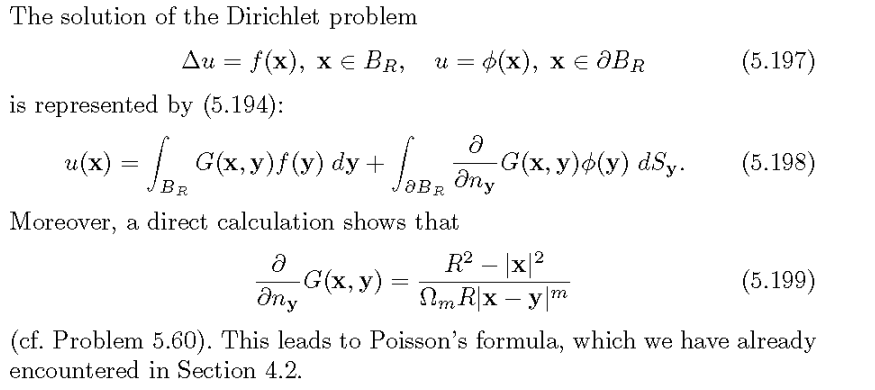 The solution of the Dirichlet problem
Δu = f(x), x ∈ B_R, u = ϕ(x), x ∈ ∂B_R (5.197)
is represented by (5.194):
u(x) = ∫_{B_R} G(x, y)f(y) dy + ∫_{∂B_R} ∂/∂n_y G(x, y)ϕ(y) dS_y. (5.198)
Moreover, a direct calculation shows that
∂/∂n_y G(x, y) = (R² − |x|²)/(Ω_m R|x − y|^m) (5.199)
(cf. Problem 5.60). This leads to Poisson's formula, which we have already
encountered in Section 4.2.